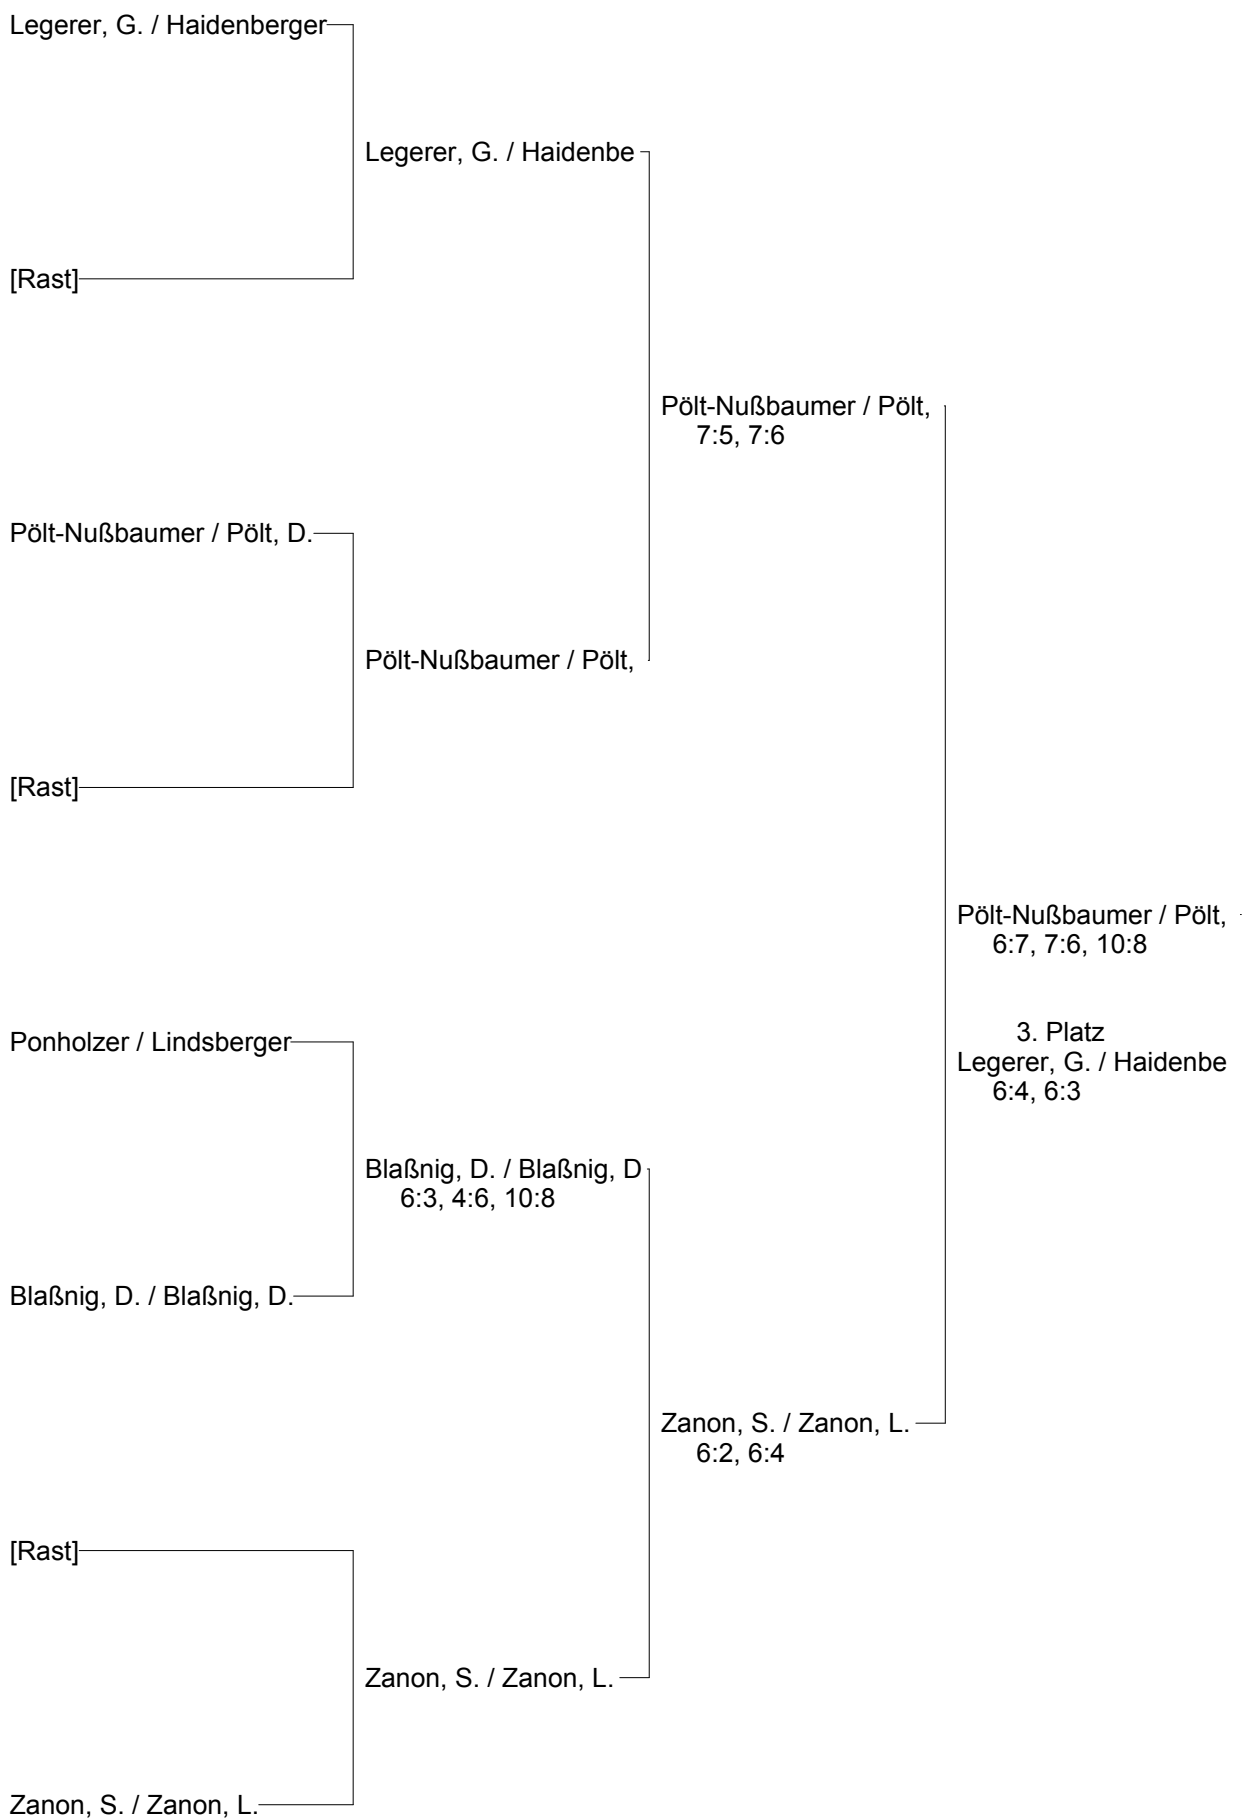 Legerer, G. / Haidenberger
Legerer, G. / Haidenbe
[Rast]
Pölt-Nußbaumer / Pölt,
7:5, 7:6
Pölt-Nußbaumer / Pölt, D.
Pölt-Nußbaumer / Pölt,
[Rast]
Pölt-Nußbaumer / Pölt,
6:7, 7:6, 10:8
Ponholzer / Lindsberger
3. Platz
Legerer, G. / Haidenbe
6:4, 6:3
Blaßnig, D. / Blaßnig, D
6:3, 4:6, 10:8
Blaßnig, D. / Blaßnig, D.
Zanon, S. / Zanon, L.
6:2, 6:4
[Rast]
Zanon, S. / Zanon, L.
Zanon, S. / Zanon, L.